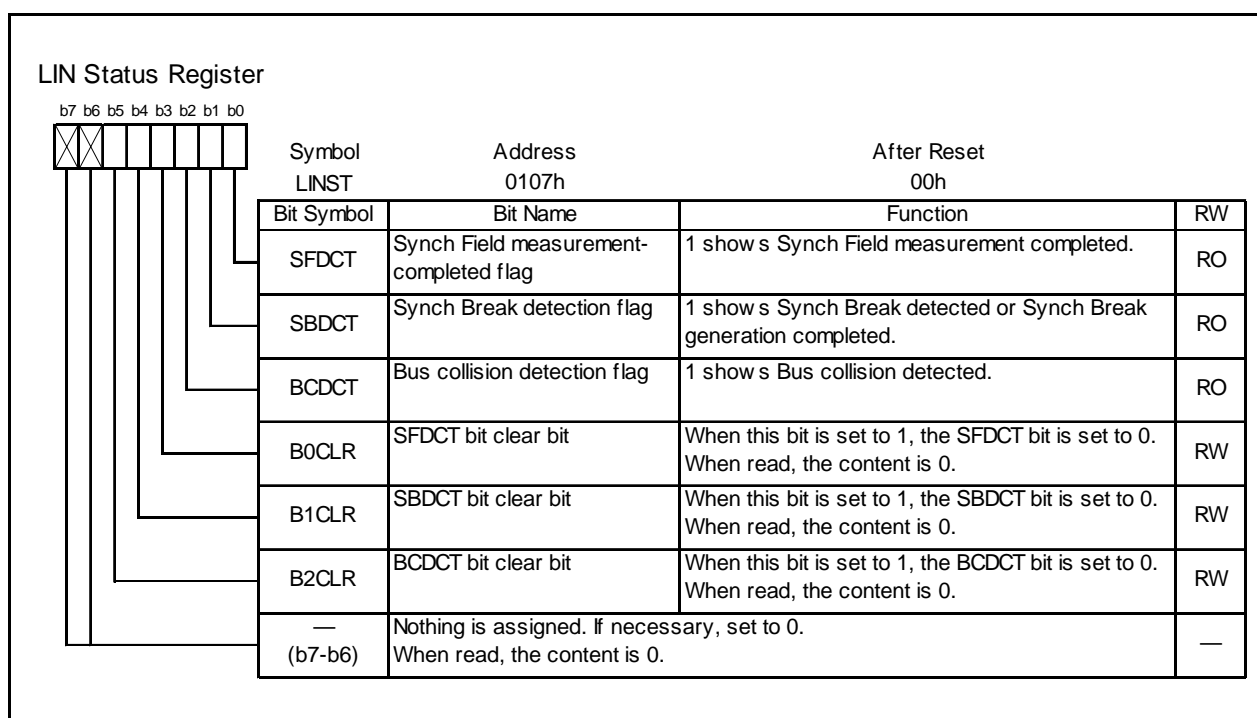 LIN Status Register
b7 b6 b5 b4 b3 b2 b1 b0
Symbol Address After Reset
LINST 0107h 00h
Bit Symbol Bit Name Function RW
SFDCT Synch Field measurement-completed flag 1 shows Synch Field measurement completed. RO
SBDCT Synch Break detection flag 1 shows Synch Break detected or Synch Break generation completed. RO
BCDCT Bus collision detection flag 1 shows Bus collision detected. RO
B0CLR SFDCT bit clear bit When this bit is set to 1, the SFDCT bit is set to 0. When read, the content is 0. RW
B1CLR SBDCT bit clear bit When this bit is set to 1, the SBDCT bit is set to 0. When read, the content is 0. RW
B2CLR BCDCT bit clear bit When this bit is set to 1, the BCDCT bit is set to 0. When read, the content is 0. RW
— (b7-b6) Nothing is assigned. If necessary, set to 0. When read, the content is 0. —